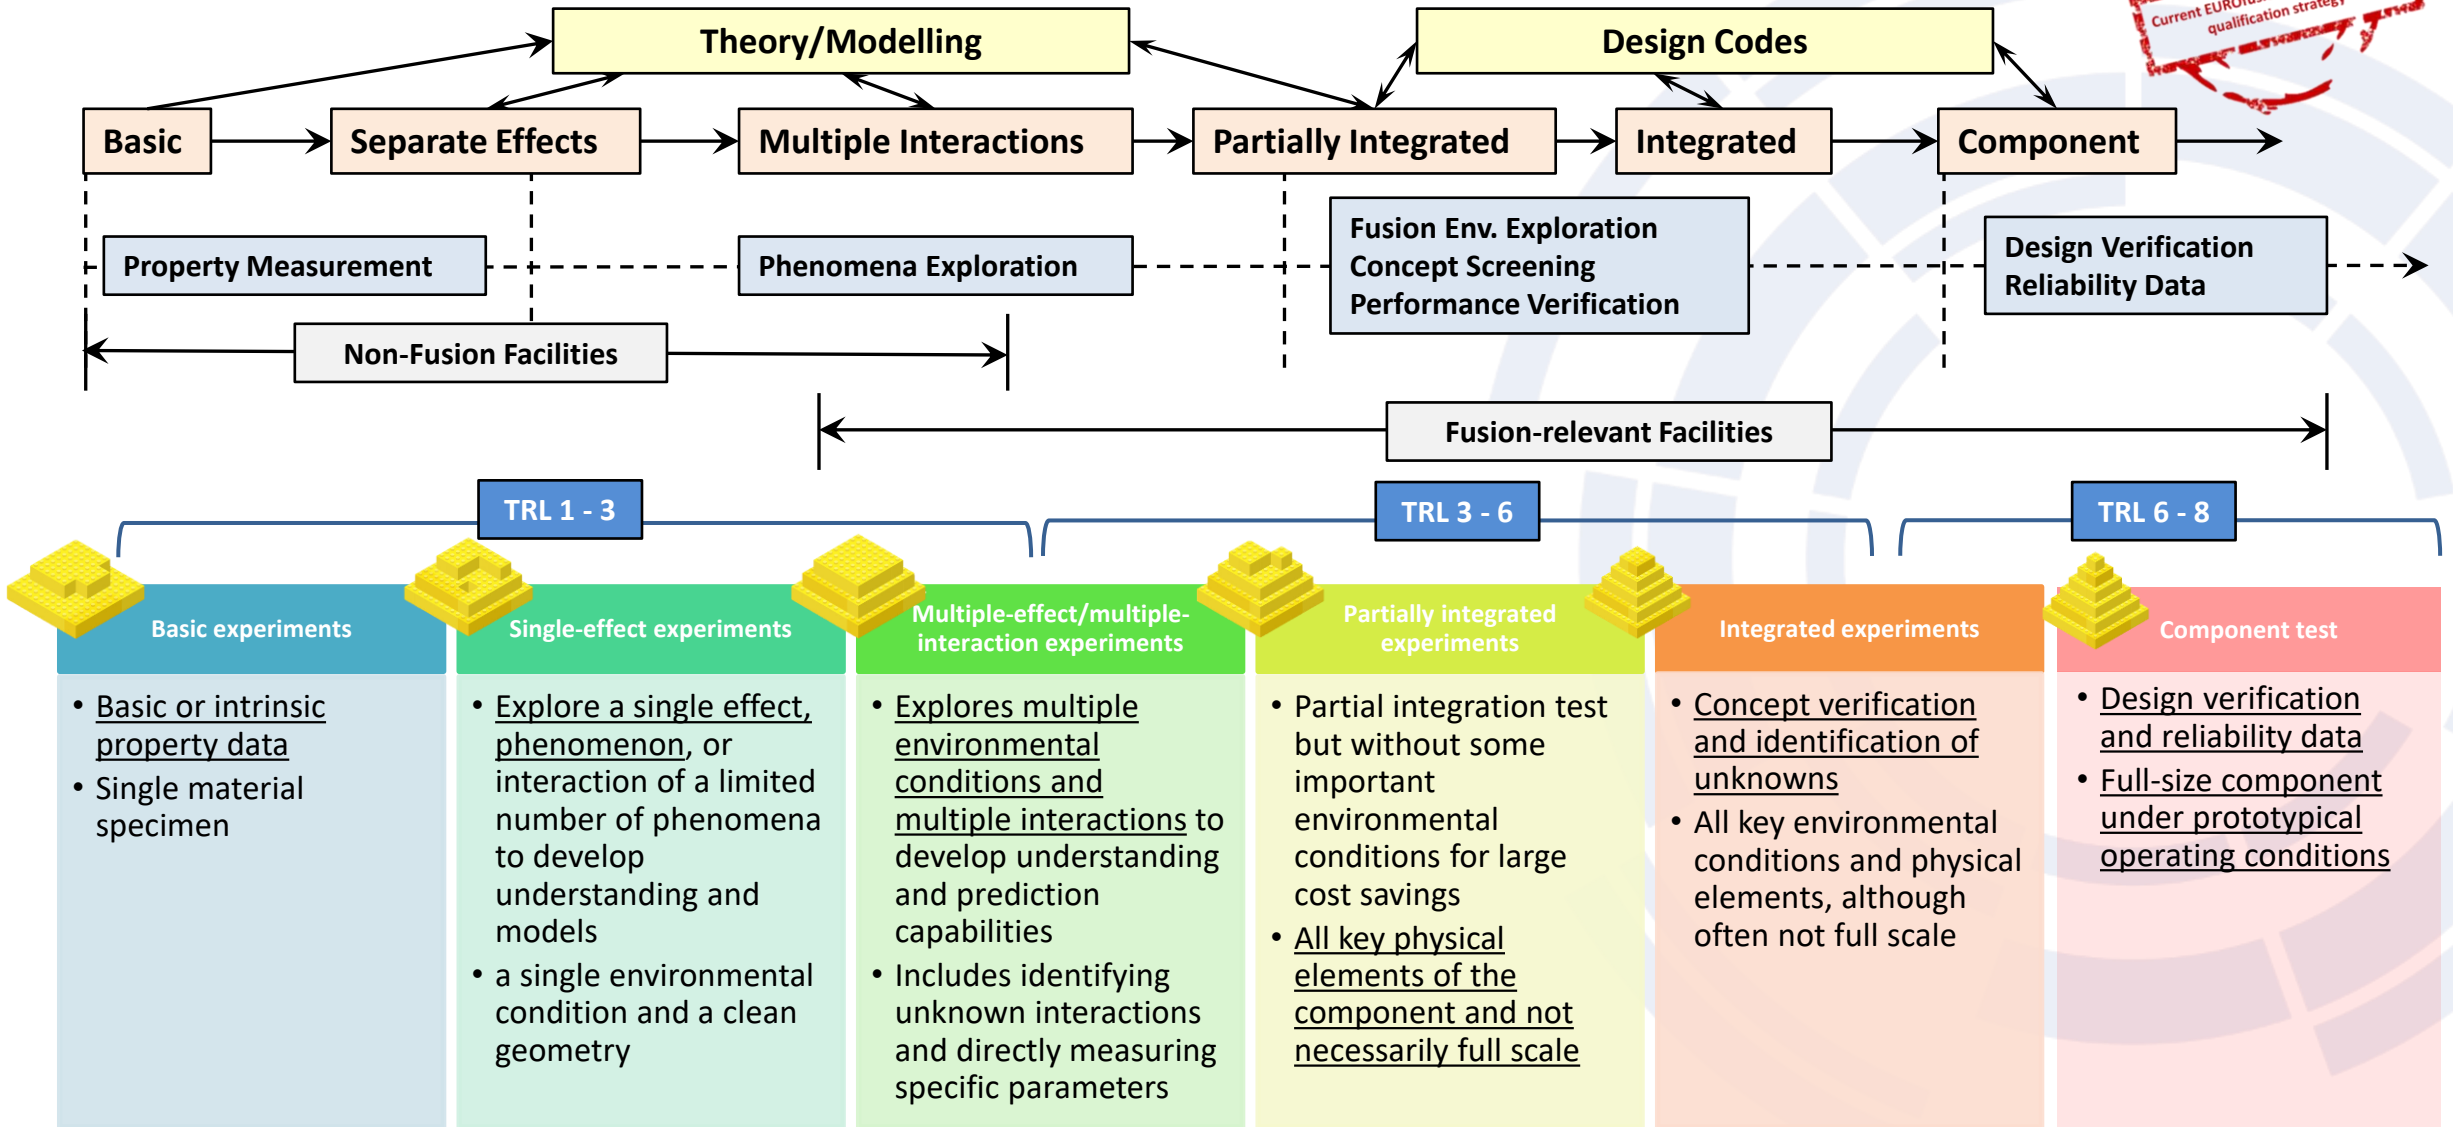 Current EUROfus
qualification strategy
Theory/Modelling
Design Codes
Basic
Separate Effects
Multiple Interactions
Partially Integrated
Integrated
Component
Property Measurement
Phenomena Exploration
Fusion Env. Exploration
Concept Screening
Performance Verification
Design Verification
Reliability Data
Non-Fusion Facilities
Fusion-relevant Facilities
TRL 1 - 3
TRL 3 - 6
TRL 6 - 8
Basic experiments
• Basic or intrinsic
property data
• Single material
specimen
Single-effect experiments
• Explore a single effect,
phenomenon, or
interaction of a limited
number of phenomena
to develop
understanding and
models
• a single environmental
condition and a clean
geometry
Multiple-effect/multiple-
interaction experiments
• Explores multiple
environmental
conditions and
multiple interactions to
develop understanding
and prediction
capabilities
• Includes identifying
unknown interactions
and directly measuring
specific parameters
Partially integrated
experiments
• Partial integration test
but without some
important
environmental
conditions for large
cost savings
• All key physical
elements of the
component and not
necessarily full scale
Integrated experiments
• Concept verification
and identification of
unknowns
• All key environmental
conditions and physical
elements, although
often not full scale
Component test
• Design verification
and reliability data
• Full-size component
under prototypical
operating conditions